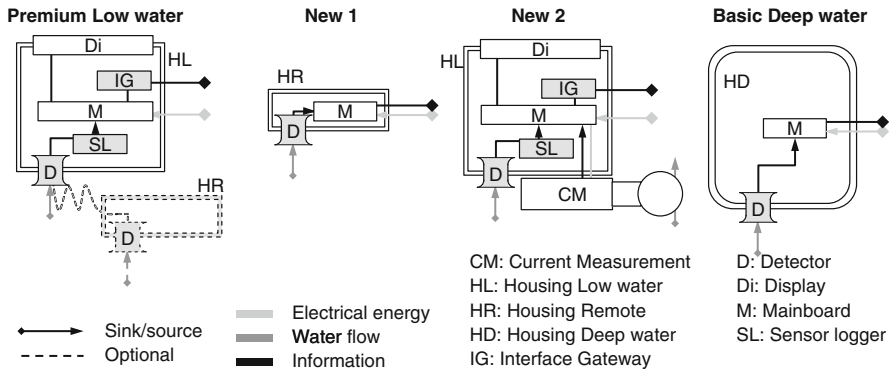 Premium Low water
New 1
New 2
Basic Deep water
Di
HL
IG
M
SL
D
HR
D
HR
M
D
HL
Di
IG
M
SL
D
CM
HD
M
D
Sink/source
Optional
Electrical energy
Water flow
Information
CM: Current Measurement
HL: Housing Low water
HR: Housing Remote
HD: Housing Deep water
IG: Interface Gateway
D: Detector
Di: Display
M: Mainboard
SL: Sensor logger